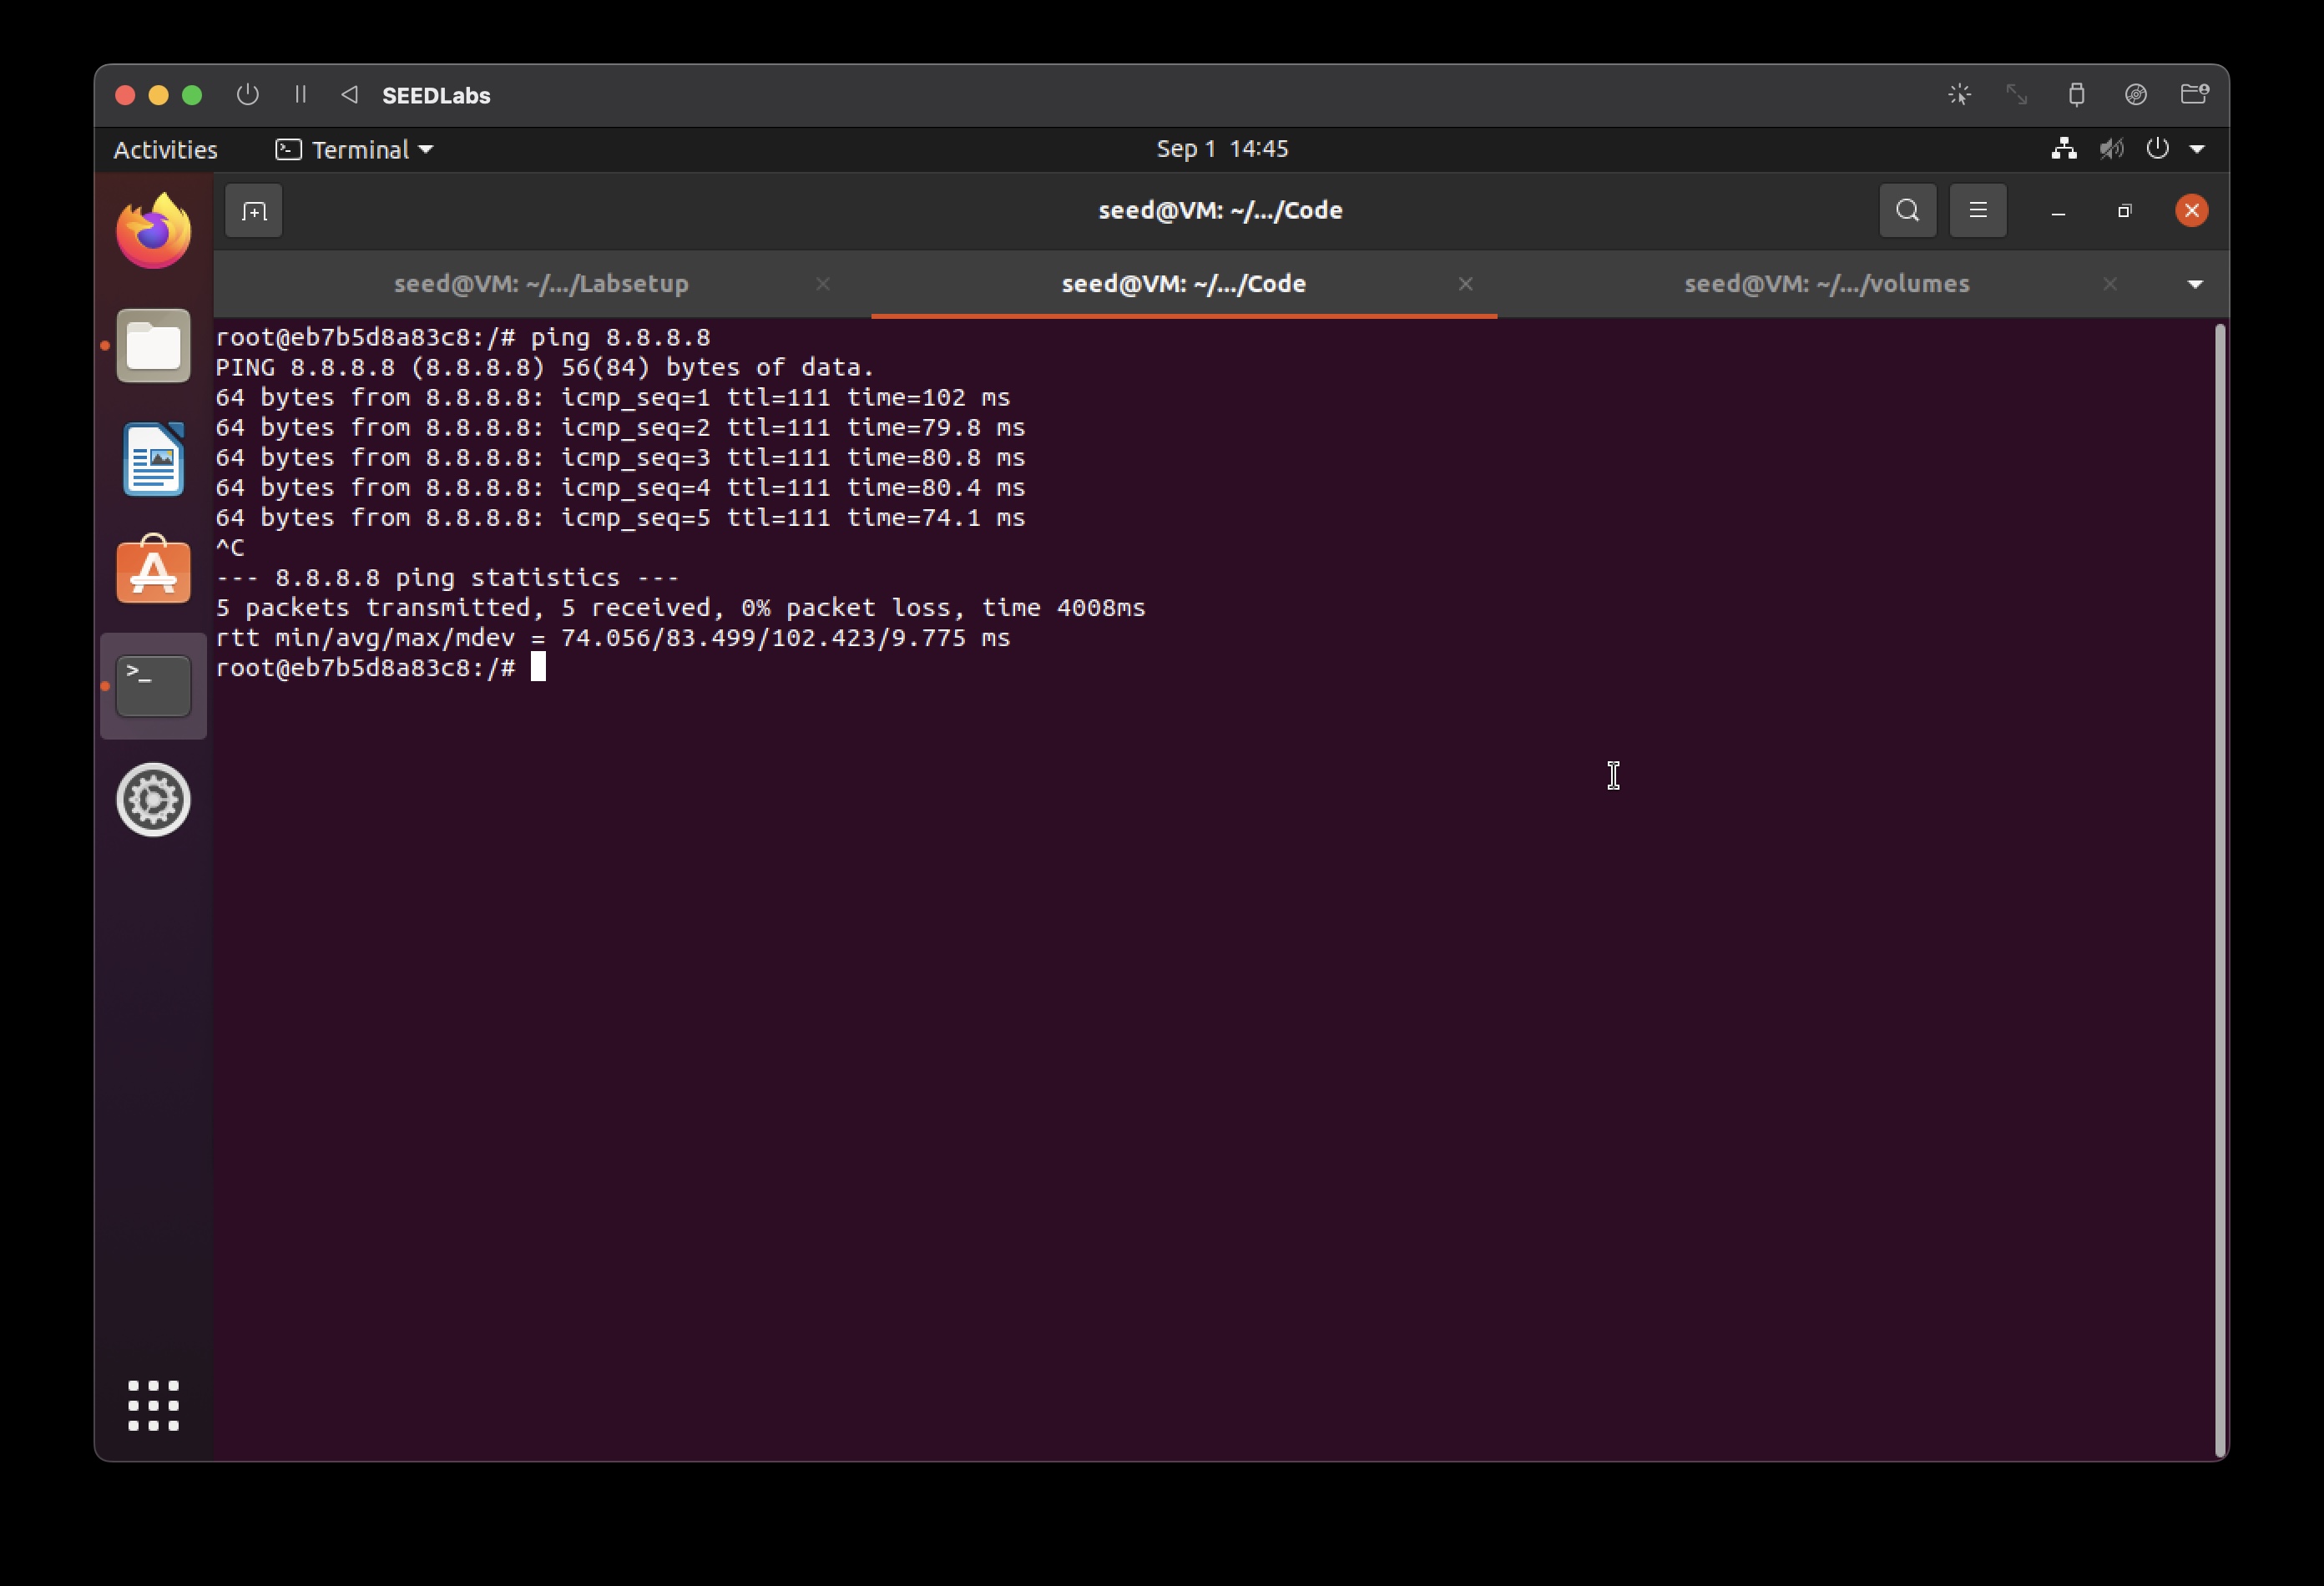 SEEDLabs
Activities
Terminal
Sep 1 14:45
seed@VM: ~/.../Code
seed@VM: ~/.../Labsetup
seed@VM: ~/.../Code
seed@VM: ~/.../volumes
root@eb7b5d8a83c8:/# ping 8.8.8.8
PING 8.8.8.8 (8.8.8.8) 56(84) bytes of data.
64 bytes from 8.8.8.8: icmp_seq=1 ttl=111 time=102 ms
64 bytes from 8.8.8.8: icmp_seq=2 ttl=111 time=79.8 ms
64 bytes from 8.8.8.8: icmp_seq=3 ttl=111 time=80.8 ms
64 bytes from 8.8.8.8: icmp_seq=4 ttl=111 time=80.4 ms
64 bytes from 8.8.8.8: icmp_seq=5 ttl=111 time=74.1 ms
^C
--- 8.8.8.8 ping statistics ---
5 packets transmitted, 5 received, 0% packet loss, time 4008ms
rtt min/avg/max/mdev = 74.056/83.499/102.423/9.775 ms
root@eb7b5d8a83c8:/#